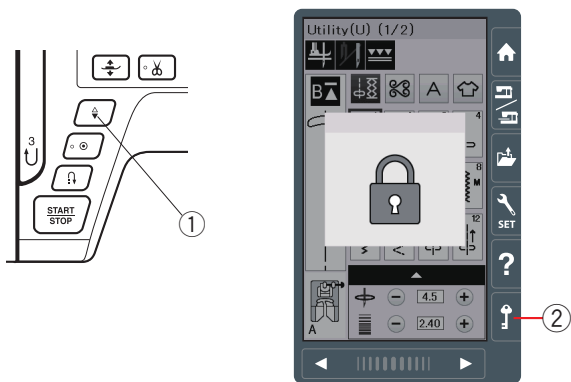 Utility(U) (1/2)
B
A
4
3
8
M
START
STOP
1
12
SET
4.5
?
A
2.40
2